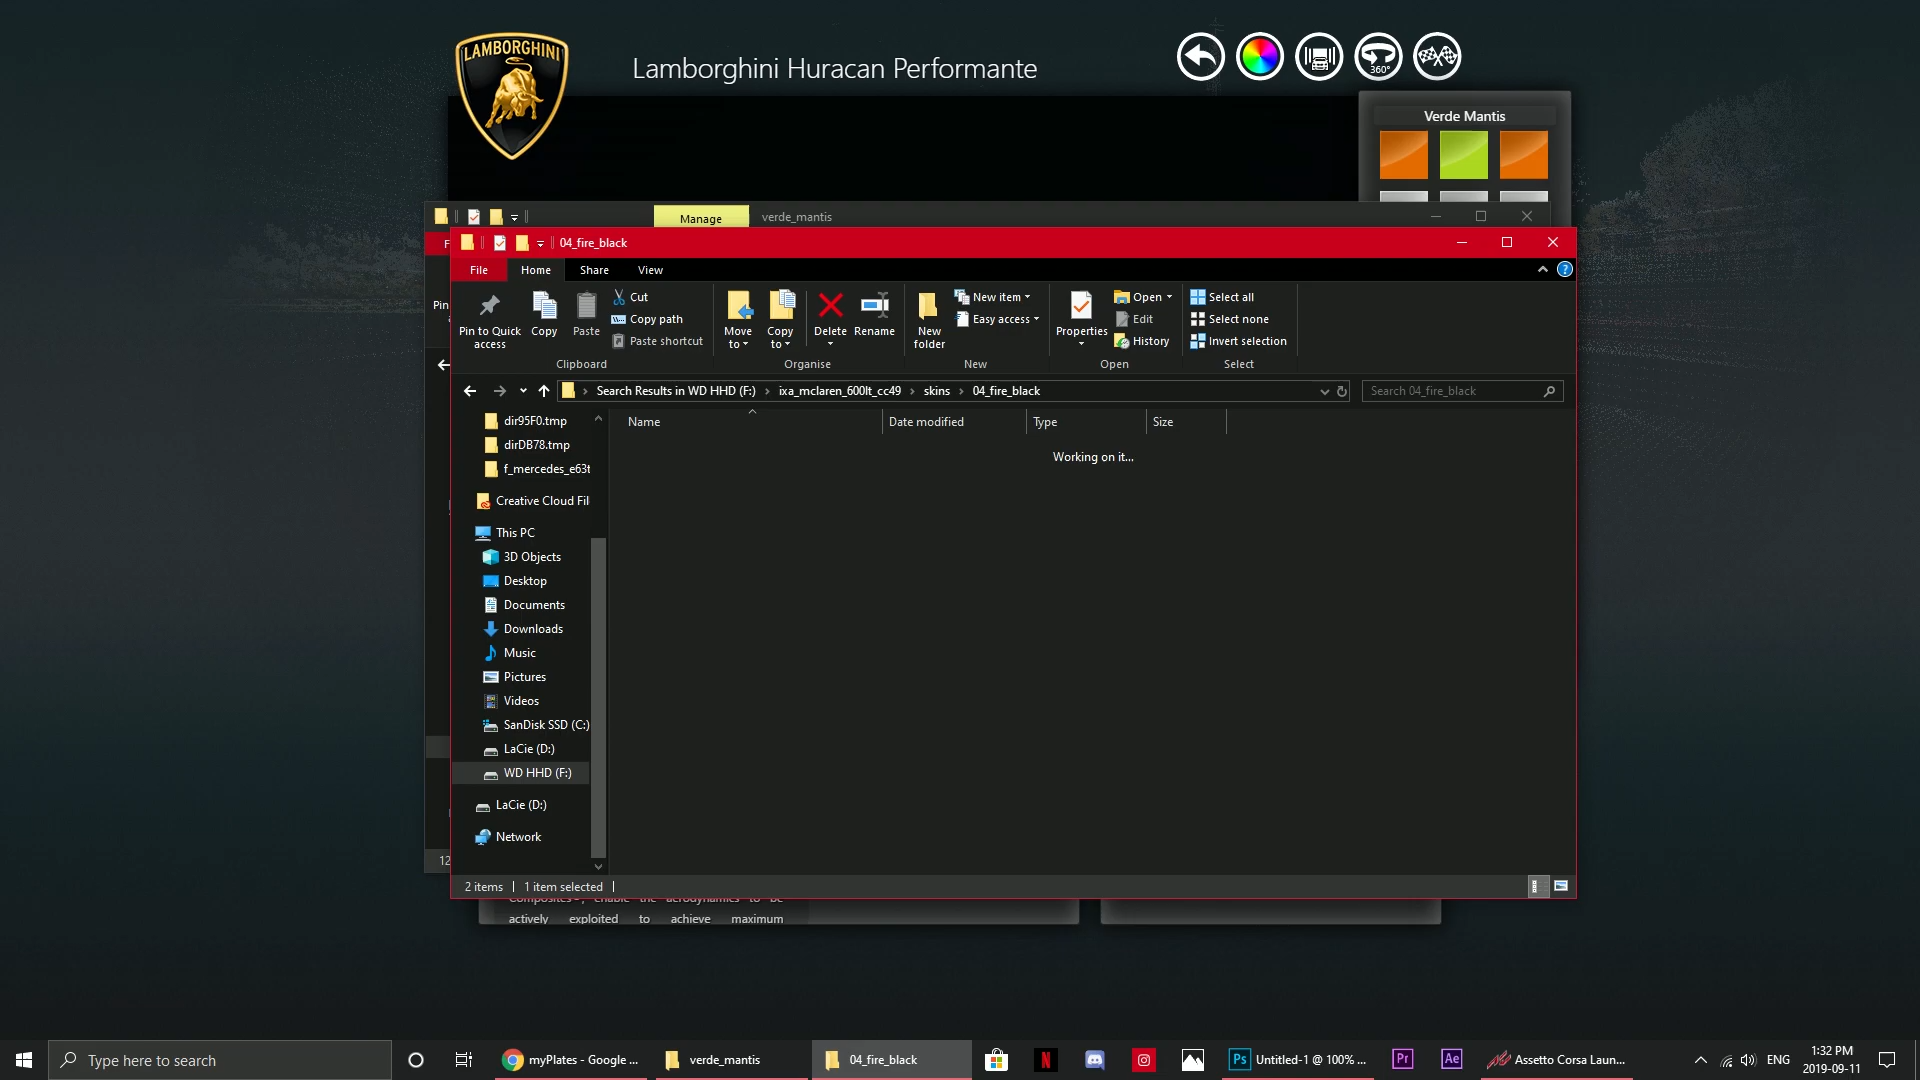 LAMBORGHINI
Lamborghini Huracan Performante
360°
Verde Mantis
Manage
verde_mantis
04_fire_black
File
Home
Share
View
Pin to Quick access
Copy
Paste
Cut
Copy path
Paste shortcut
Clipboard
Move to
Copy to
Delete
Rename
Organise
New folder
New item
Easy access
New
Properties
Open
Edit
History
Open
Select all
Select none
Invert selection
Select
Pin
Search Results in WD HHD (F:)
ixa_mclaren_600lt_cc49
skins
04_fire_black
Search 04_fire_black
Name
Date modified
Type
Size
Working on it...
dir95F0.tmp
dirDB78.tmp
f_mercedes_e63t
Creative Cloud Fil
This PC
3D Objects
Desktop
Documents
Downloads
Music
Pictures
Videos
SanDisk SSD (C:)
LaCie (D:)
WD HHD (F:)
LaCie (D:)
Network
12
2 items
1 item selected
actively exploited to achieve maximum
Type here to search
myPlates - Google ...
verde_mantis
04_fire_black
Ps
Untitled-1 @ 100% ...
Pr
Ae
Assetto Corsa Laun...
ENG
1:32 PM
2019-09-11